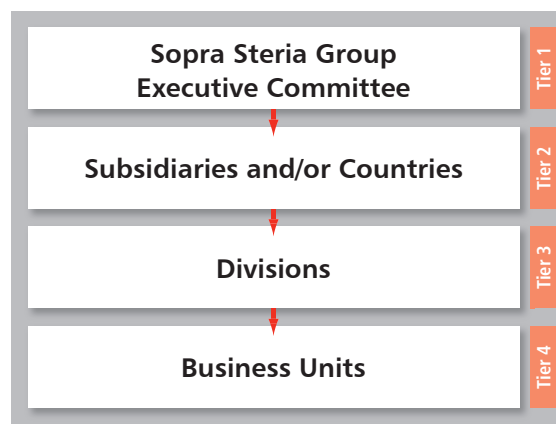 Sopra Steria Group
Executive Committee
Tier 1
Subsidiaries and/or Countries
Tier 2
Divisions
Tier 3
Business Units
Tier 4